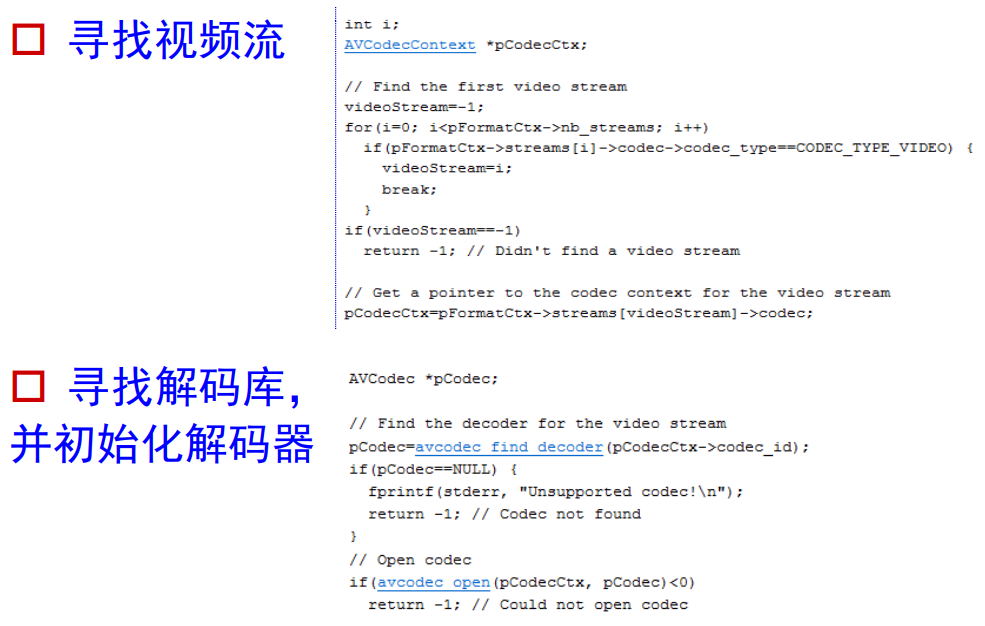 寻找视频流
int i;
AVCodecContext *pCodecCtx;
// Find the first video stream
videoStream=-1;
for(i=0; i<pFormatCtx->nb_streams; i++)
  if(pFormatCtx->streams[i]->codec->codec_type==CODEC_TYPE_VIDEO) {
    videoStream=i;
    break;
  }
if(videoStream==-1)
  return -1; // Didn't find a video stream
// Get a pointer to the codec context for the video stream
pCodecCtx=pFormatCtx->streams[videoStream]->codec;
寻找解码库，
并初始化解码器
AVCodec *pCodec;
// Find the decoder for the video stream
pCodec=avcodec_find_decoder(pCodecCtx->codec_id);
if(pCodec==NULL) {
  fprintf(stderr, "Unsupported codec!\n");
  return -1; // Codec not found
}
// Open codec
if(avcodec_open(pCodecCtx, pCodec)<0)
  return -1; // Could not open codec